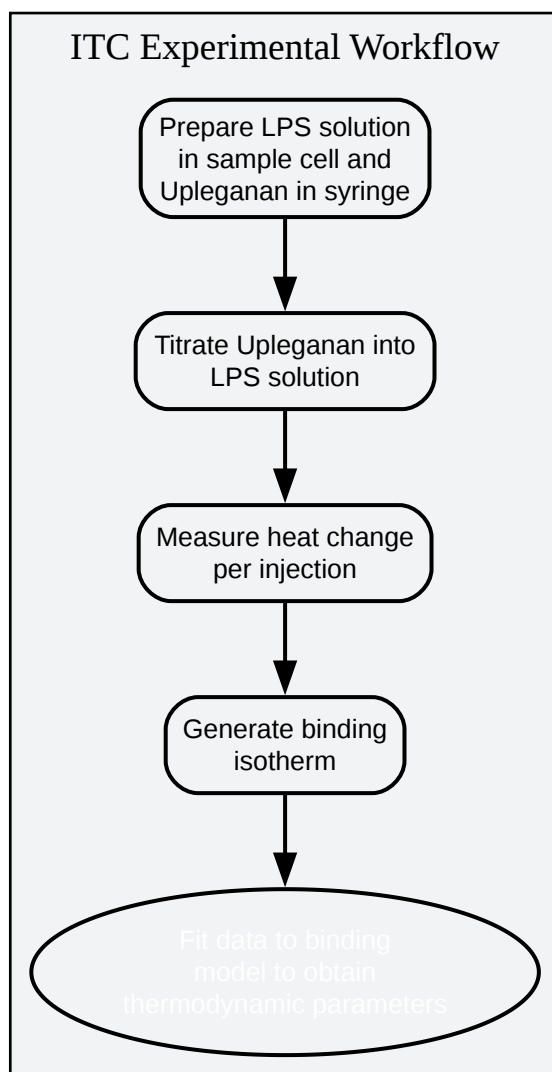 ITC Experimental Workflow
Prepare LPS solution
in sample cell and
Upleganan in syringe
Titrate Upleganan into
LPS solution
Measure heat change
per injection
Generate binding
isotherm
Fit data to binding
model to obtain
thermodynamic parameters